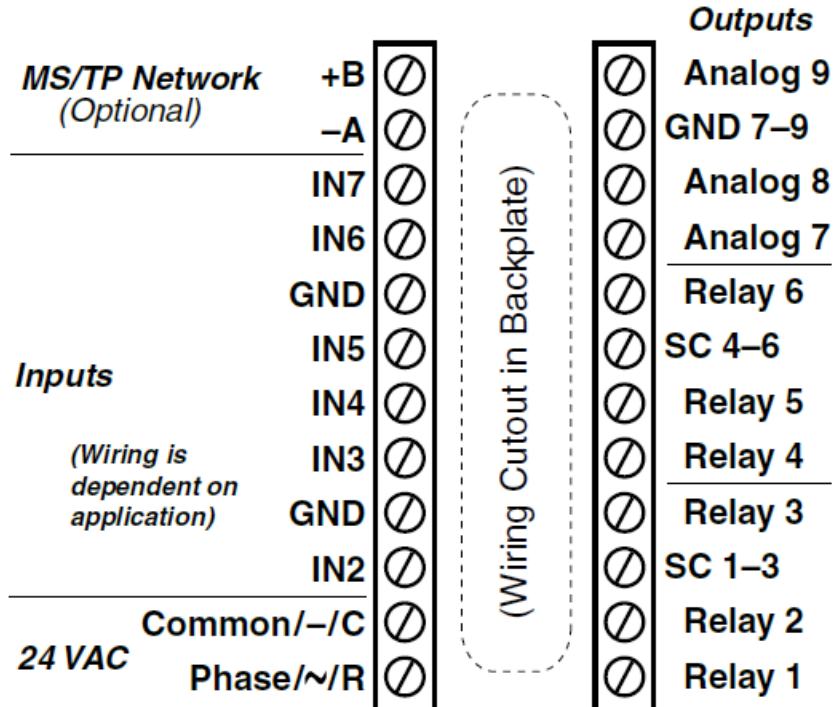 Outputs
MS/TP Network
(Optional)
+B
–A
IN7
IN6
GND
IN5
IN4
IN3
GND
IN2
Inputs
(Wiring is
dependent on
application)
24 VAC
Common/–/C
Phase/~/R
(Wiring Cutout in Backplate)
Analog 9
GND 7–9
Analog 8
Analog 7
Relay 6
SC 4–6
Relay 5
Relay 4
Relay 3
SC 1–3
Relay 2
Relay 1